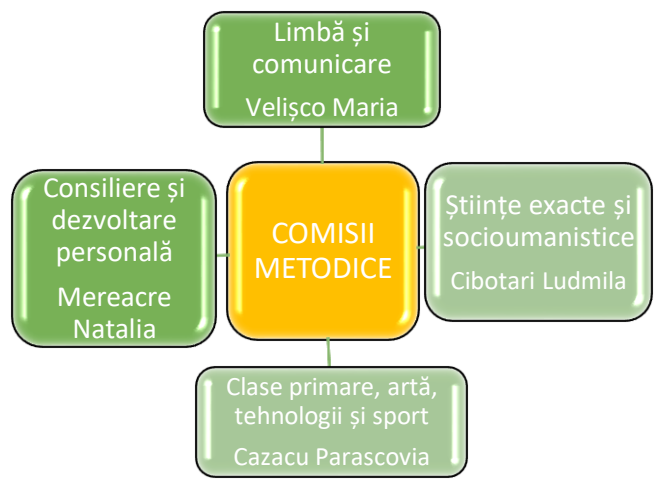 Limbă și
comunicare
Velișco Maria
Consiliere și
dezvoltare
personală
Mereacre
Natalia
COMISII
METODICE
Științe exacte și
socioumanistice
Cibotari Ludmila
Clase primare, artă,
tehnologii și sport
Cazacu Parascovia